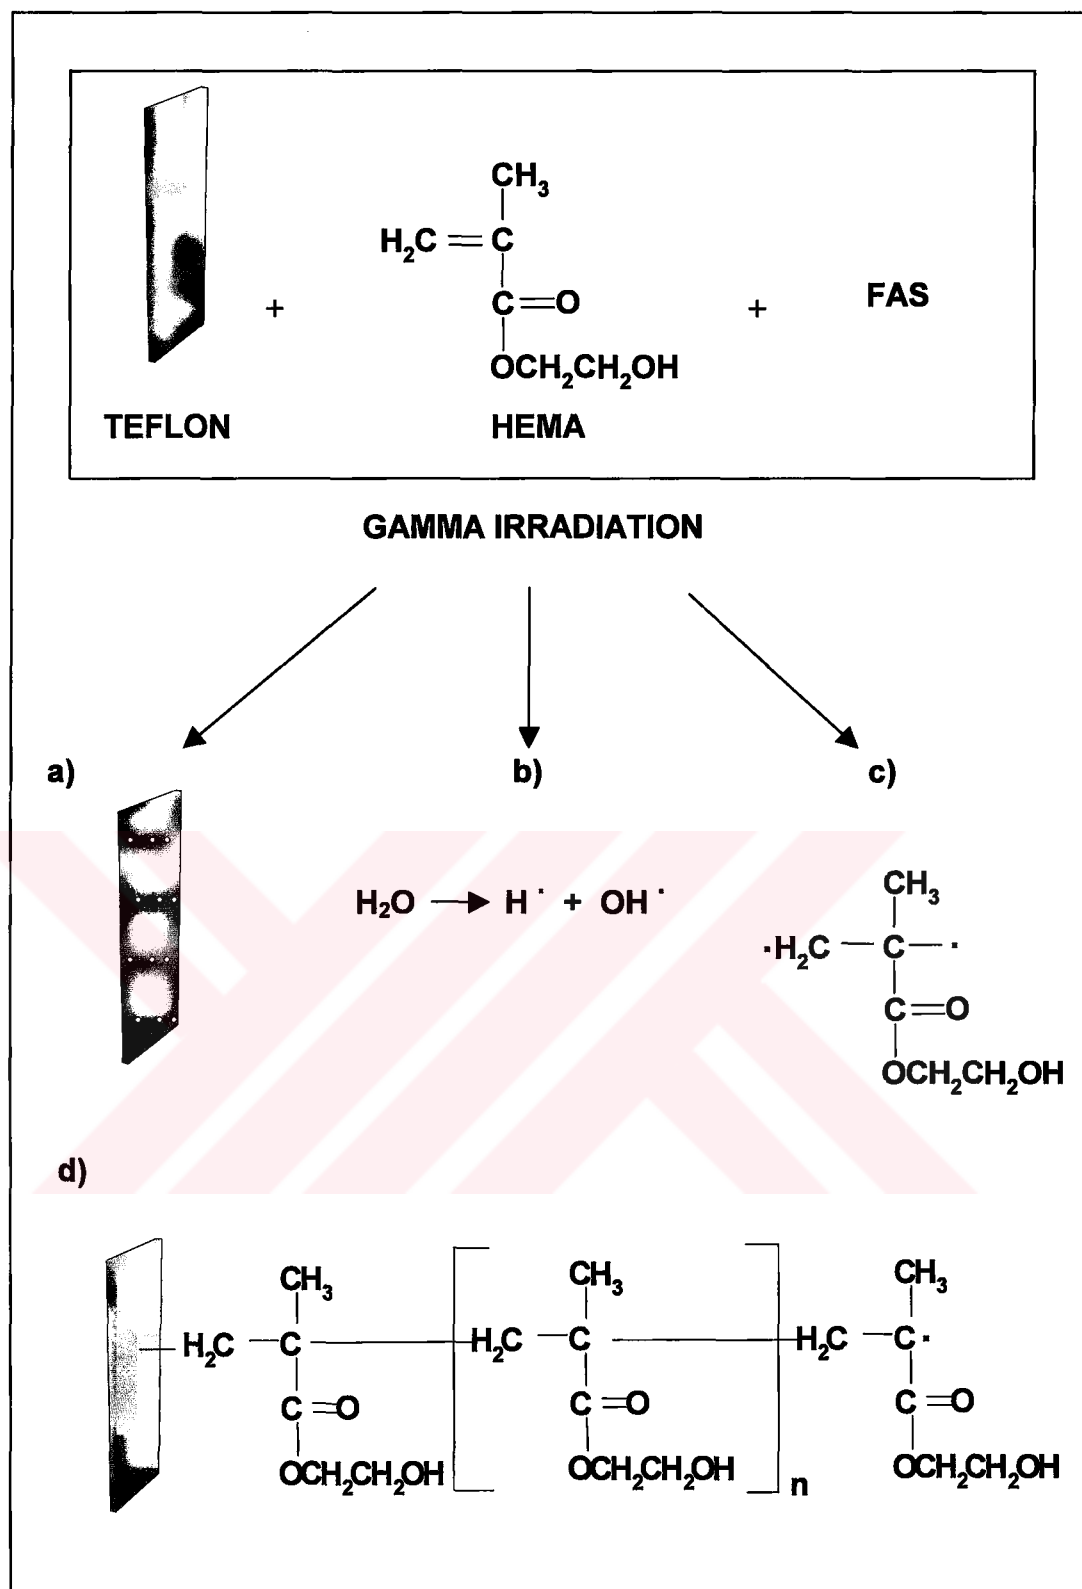 CH₃
H₂C=C
C=O
OCH₂CH₂OH
+ + FAS
TEFLON HEMA
GAMMA IRRADIATION
a) b) c)
H₂O → H˙ + OH˙
CH₃
·H₂C—C—·
C=O
OCH₂CH₂OH
d)
CH₃ CH₃ CH₃
H₂C—C—H₂C—C—H₂C—C·
C=O C=O C=O
OCH₂CH₂OH OCH₂CH₂OH OCH₂CH₂OH
n